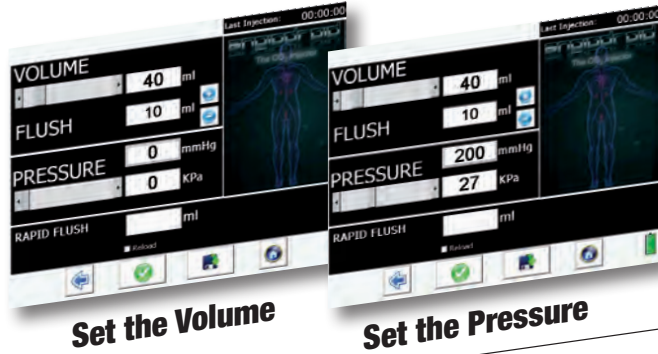 Last Injection: 00:00:00
VOLUME
40 ml
10 ml
FLUSH
0 mmHg
PRESSURE
0 KPa
RAPID FLUSH
ml
Reload
Set the Volume
Last Injection: 00:00:00
VOLUME
40 ml
10 ml
FLUSH
200 mmHg
PRESSURE
27 KPa
RAPID FLUSH
ml
Reload
Set the Pressure